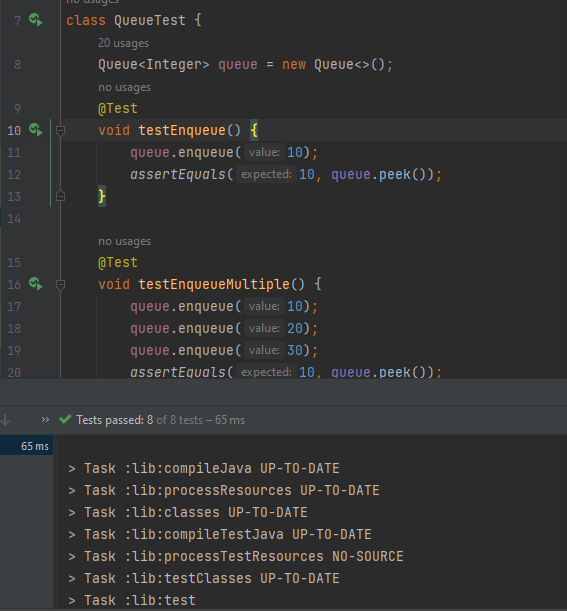 no usages
7 class QueueTest {
20 usages
8 Queue<Integer> queue = new Queue<>();
no usages
9 @Test
10 void testEnqueue() {
11 queue.enqueue( value: 10);
12 assertEquals( expected: 10, queue.peek());
13 }
14
no usages
15 @Test
16 void testEnqueueMultiple() {
17 queue.enqueue( value: 10);
18 queue.enqueue( value: 20);
19 queue.enqueue( value: 30);
20 assertEquals( expected: 10, queue.peek());
» Tests passed: 8 of 8 tests – 65 ms
65 ms
> Task :lib:compileJava UP-TO-DATE
> Task :lib:processResources UP-TO-DATE
> Task :lib:classes UP-TO-DATE
> Task :lib:compileTestJava UP-TO-DATE
> Task :lib:processTestResources NO-SOURCE
> Task :lib:testClasses UP-TO-DATE
> Task :lib:test